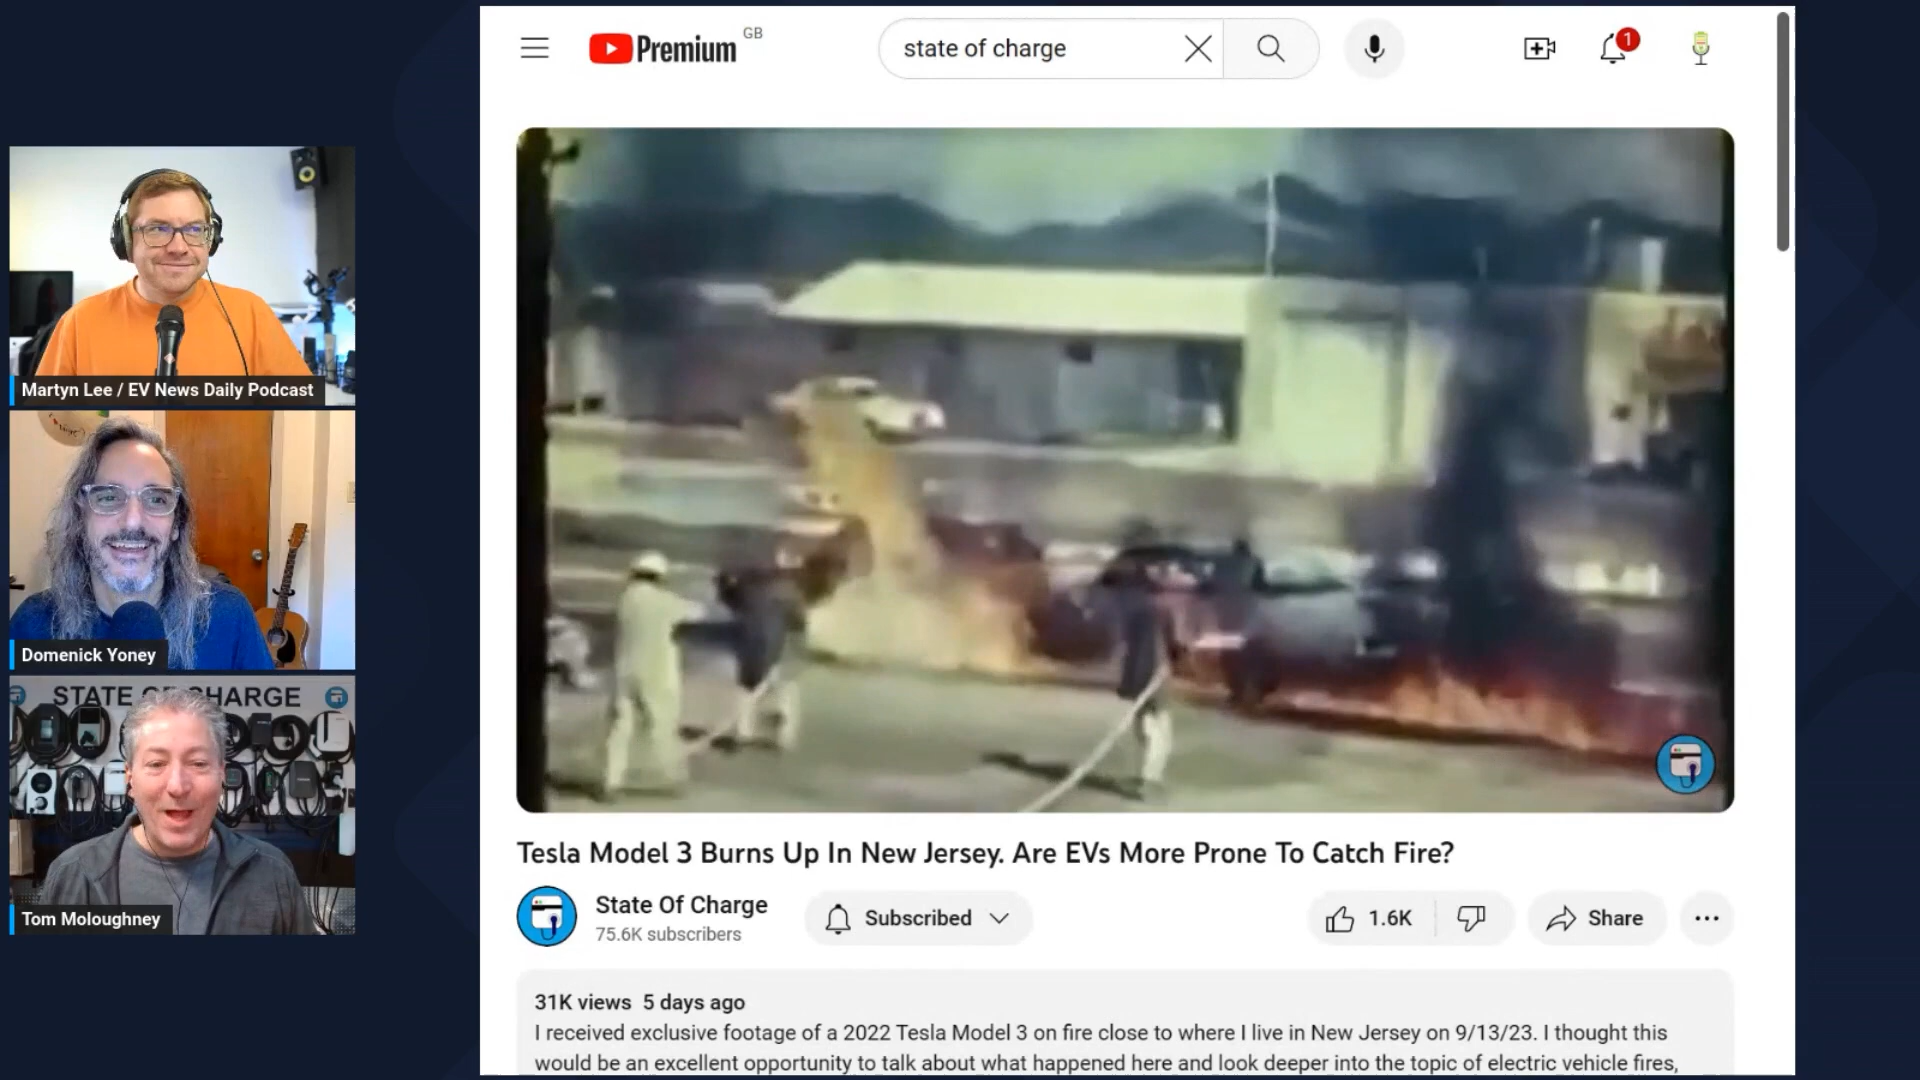 Premium GB
state of charge
1
Martyn Lee / EV News Daily Podcast
Domenick Yoney
STATE OF CHARGE
Tom Moloughney
Tesla Model 3 Burns Up In New Jersey. Are EVs More Prone To Catch Fire?
State Of Charge
75.6K subscribers
Subscribed
1.6K
Share
31K views 5 days ago
I received exclusive footage of a 2022 Tesla Model 3 on fire close to where I live in New Jersey on 9/13/23. I thought this
would be an excellent opportunity to talk about what happened here and look deeper into the topic of electric vehicle fires,